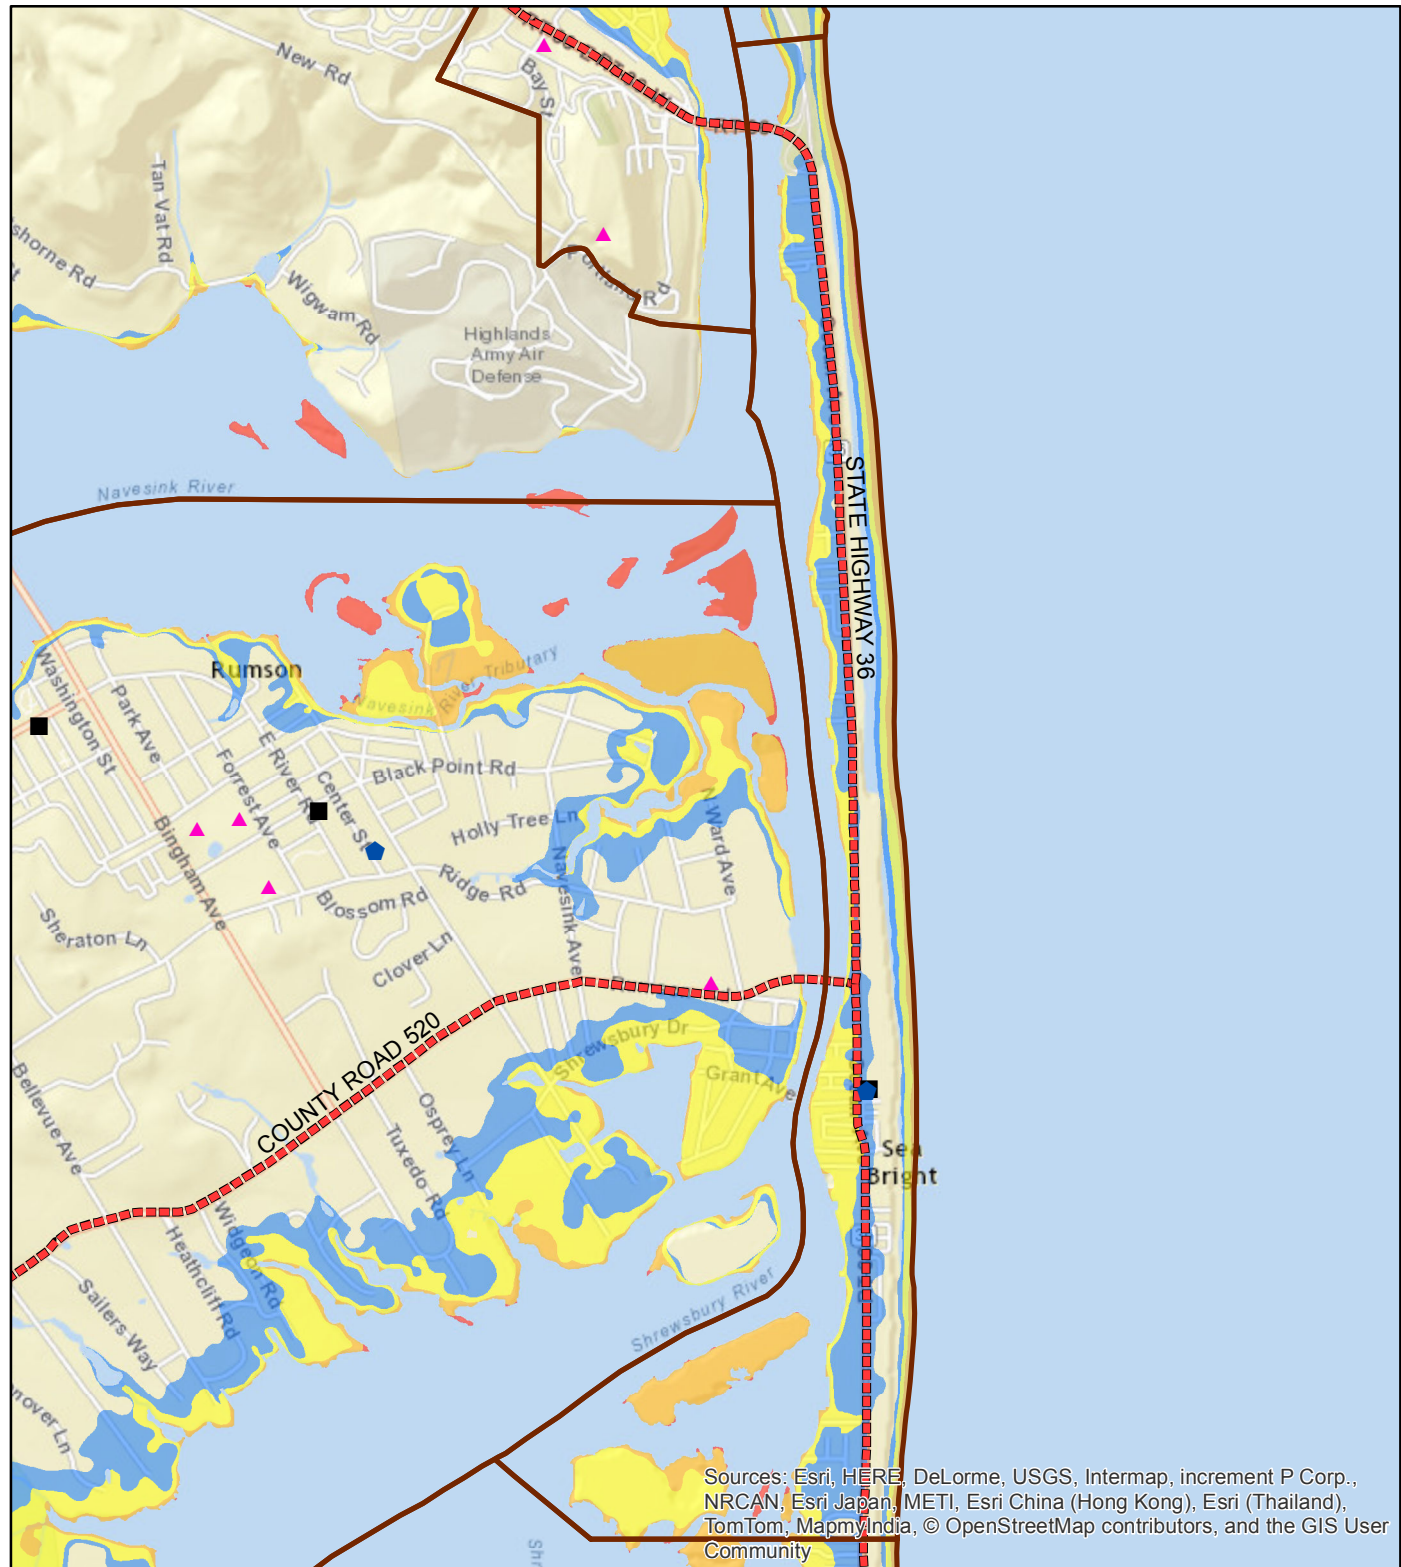 New Rd
Bay St
Tan Vat Rd
shorne Rd
Wigwam Rd
Highlands
Army Air
Defense
Navesink River
STATE HIGHWAY 36
Rumson
Navesink River Tributary
Washington St
Park Ave
E River Rd
Center St
Forrest Ave
Black Point Rd
Holly Tree Ln
N Ward Ave
Bingham Ave
Ridge Rd
Blossom Rd
Navesink Ave
Sheraton Ln
Clover Ln
COUNTY ROAD 520
Shrewsbury Dr
Grant Ave
Bellevue Ave
Osprey Ln
Tuxedo Rd
Sea
Bright
Widgeon Rd
Heathcliff Rd
Sailers Way
Shrewsbury River
nover Ln
Shr
Sources: Esri, HERE, DeLorme, USGS, Intermap, increment P Corp.,
NRCAN, Esri Japan, METI, Esri China (Hong Kong), Esri (Thailand),
TomTom, MapmyIndia, © OpenStreetMap contributors, and the GIS User
Community